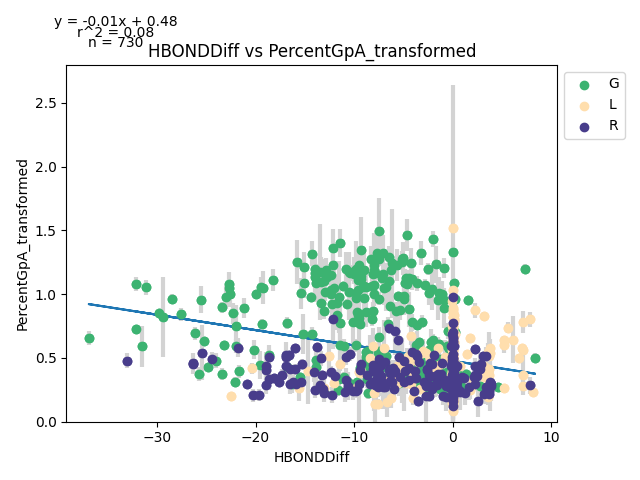 y = -0.01x + 0.48
r^2 = 0.08
n = 730
HBONDDiff vs PercentGpA_transformed
G
L
R
PercentGpA_transformed
2.5
2.0
1.5
1.0
0.5
0.0
−30
−20
−10
0
10
HBONDDiff